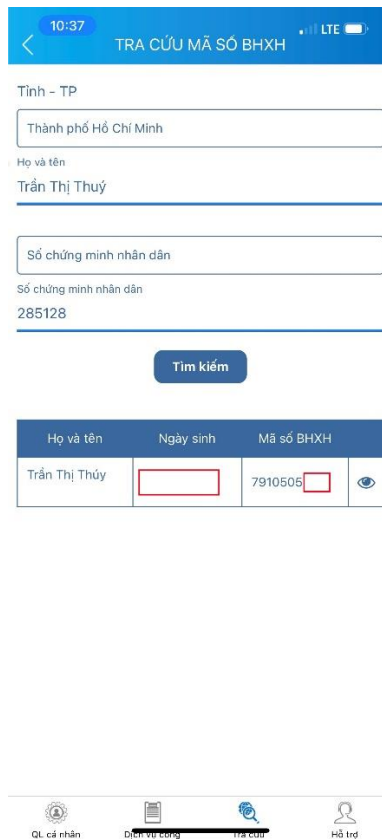 10:37
LTE
TRA CỨU MÃ SỐ BHXH
Tỉnh - TP
Thành phố Hồ Chí Minh
Họ và tên
Trần Thị Thuý
Số chứng minh nhân dân
Số chứng minh nhân dân
285128
Tìm kiếm
Họ và tên Ngày sinh Mã số BHXH
Trần Thị Thúy 7910505
QL cá nhân Dịch vụ công Tra cứu Hỗ trợ